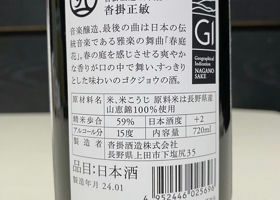 沓掛正敏
音楽醸造、最後の曲は日本の伝
統音楽である雅楽の舞曲「春庭
花」。春の庭を感じさせる爽やか
な香りが口の中で舞い、すっきり
とした味わいのゴクジョウの酒。
GI
Geographical
Indication
NAGANO
SAKE
原材料名 米、米こうじ 原料米は長野県産
山恵錦100%使用
精米歩合 59% 日本酒度 +2
アルコール分 15度 内容量 720ml
製造者 沓掛酒造株式会社
長野県上田市下塩尻35
品目:日本酒
製造年月 24.01
4 952446 025696